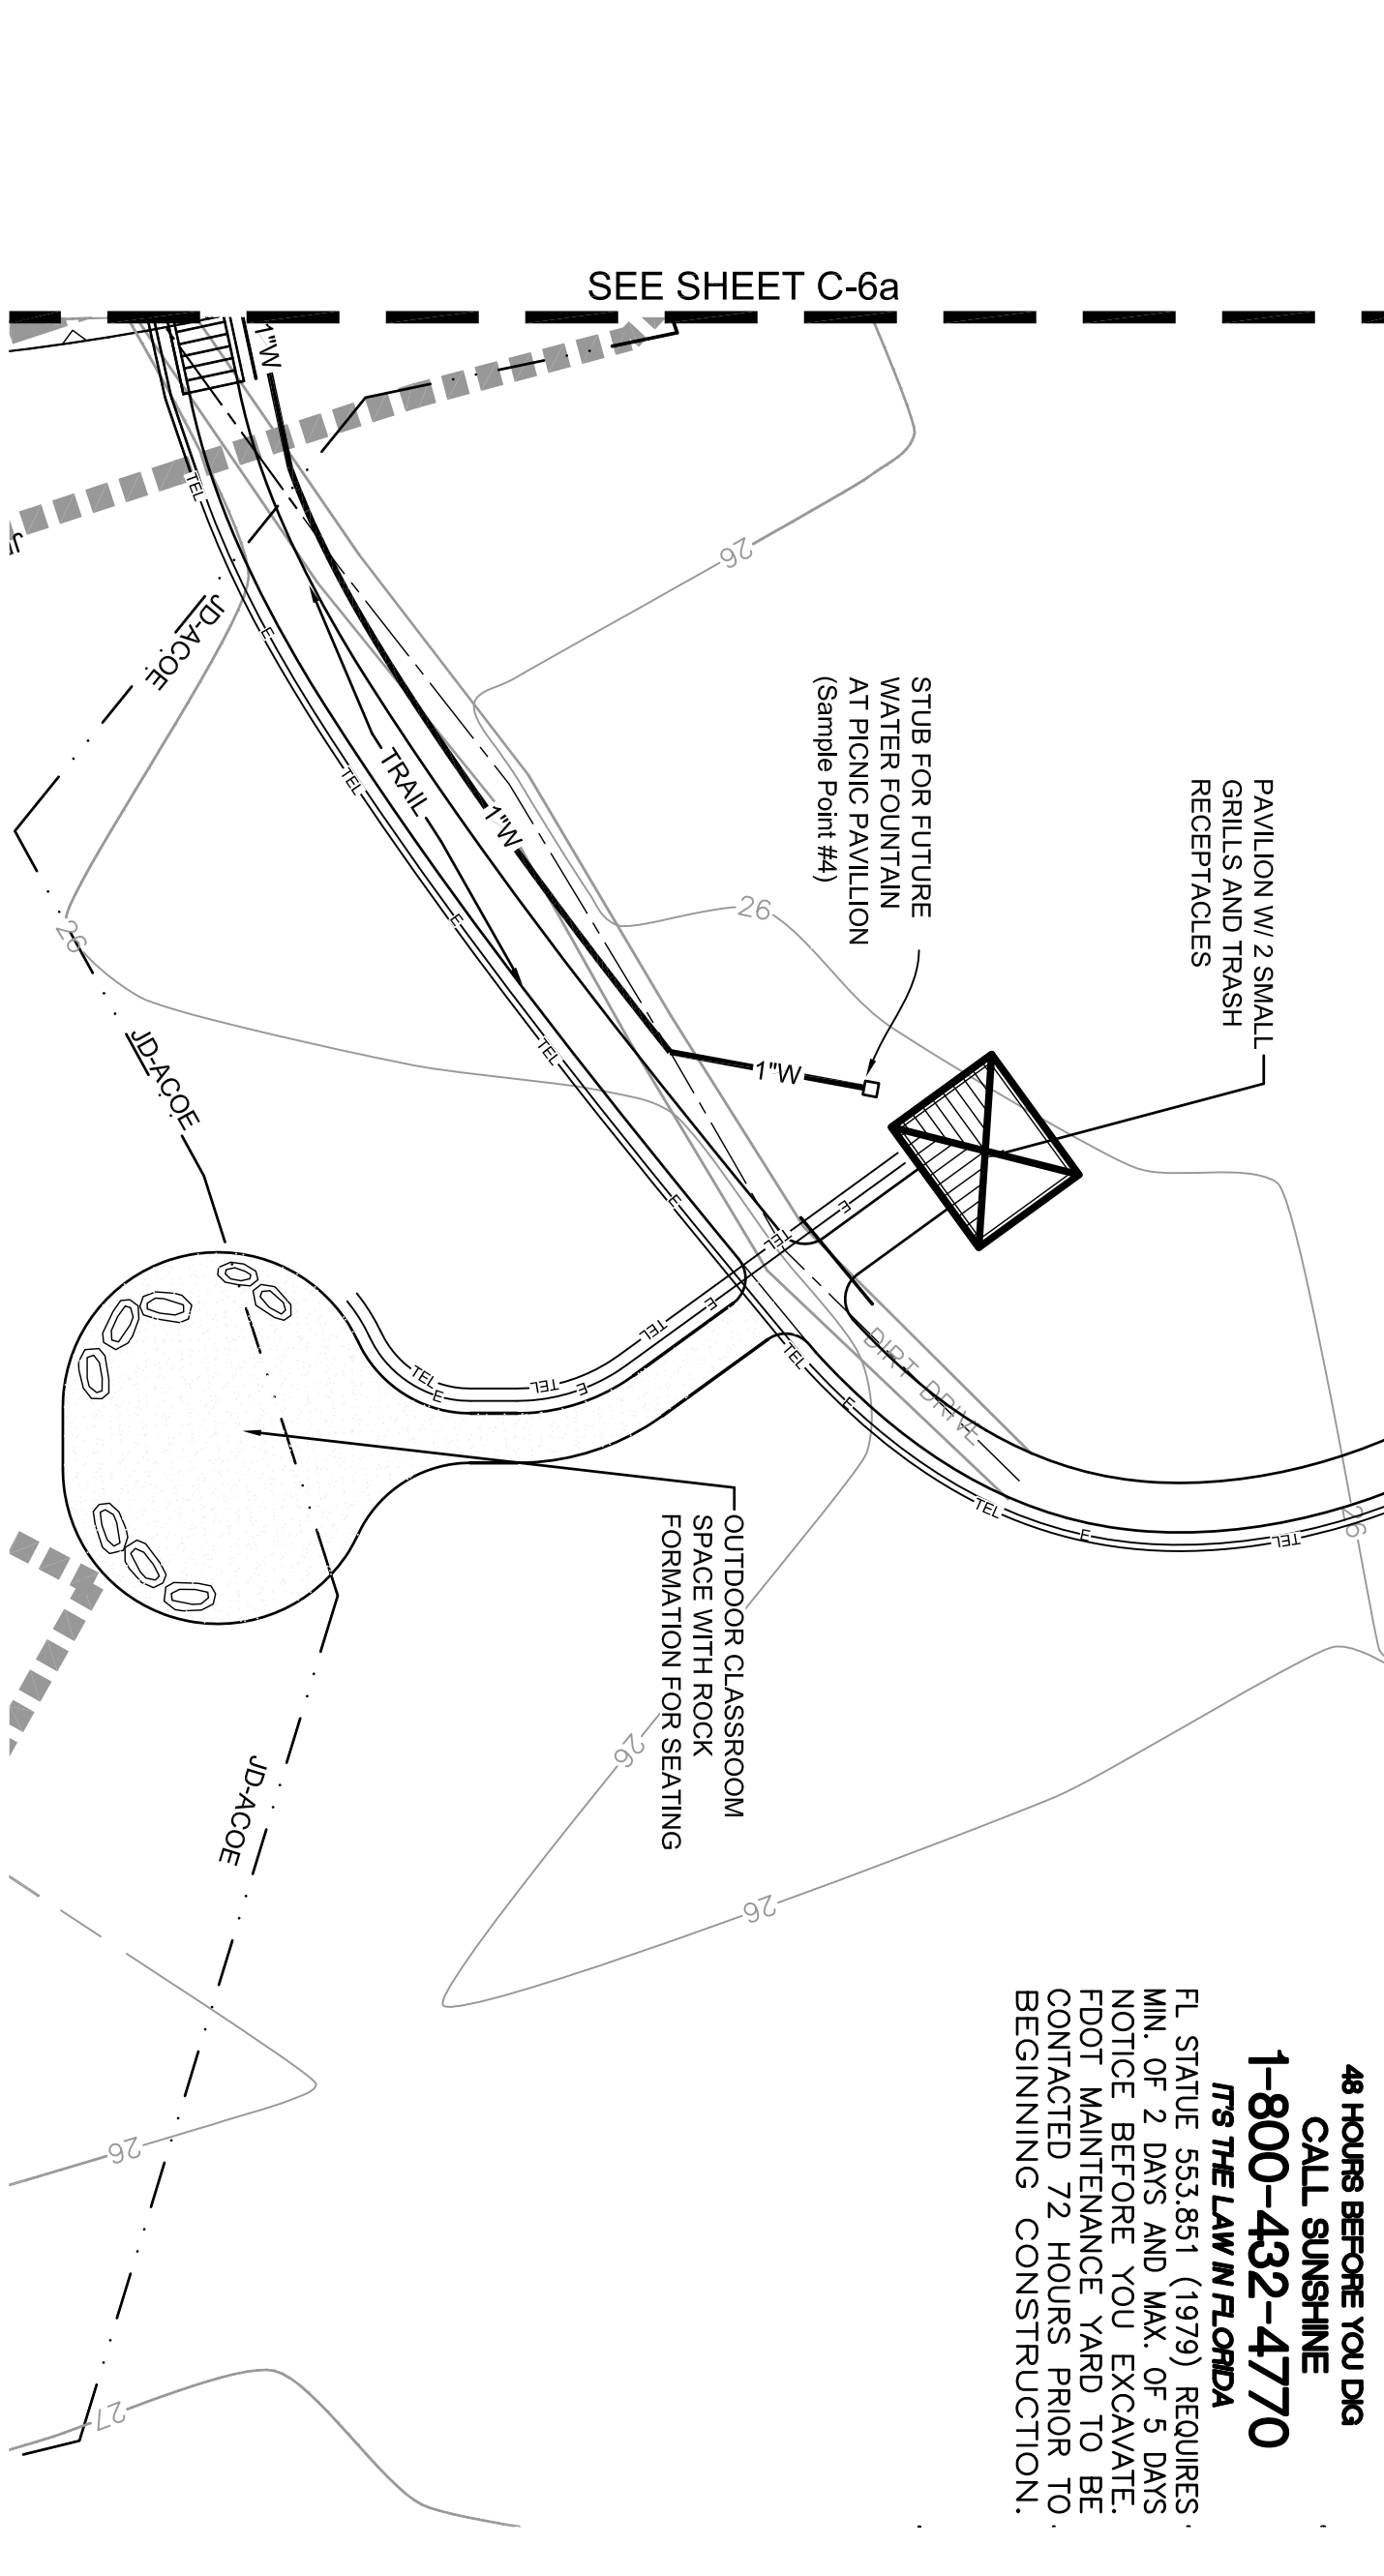 SEE SHEET C-6a
1"W
26
TEL
E
JD-ACOE
TRAIL
TEL
1"W
STUB FOR FUTURE
WATER FOUNTAIN
AT PICNIC PAVILLION
(Sample Point #4)
PAVILION W/ 2 SMALL
GRILLS AND TRASH
RECEPTACLES
26
26
E
JD-ACOE
TEL
1"W
E
E
TEL
E
TEL
TEL
E
TEL
E
TEL
E
DIRT DRIVE
TEL
E
TEL
26
OUTDOOR CLASSROOM
SPACE WITH ROCK
FORMATION FOR SEATING
26
JD-ACOE
26
26
27
48 HOURS BEFORE YOU DIG
CALL SUNSHINE
1-800-432-4770
IT'S THE LAW IN FLORIDA
FL STATUE 553.851 (1979) REQUIRES
MIN. OF 2 DAYS AND MAX. OF 5 DAYS
NOTICE BEFORE YOU EXCAVATE.
FDOT MAINTENANCE YARD TO BE
CONTACTED 72 HOURS PRIOR TO
BEGINNING CONSTRUCTION.